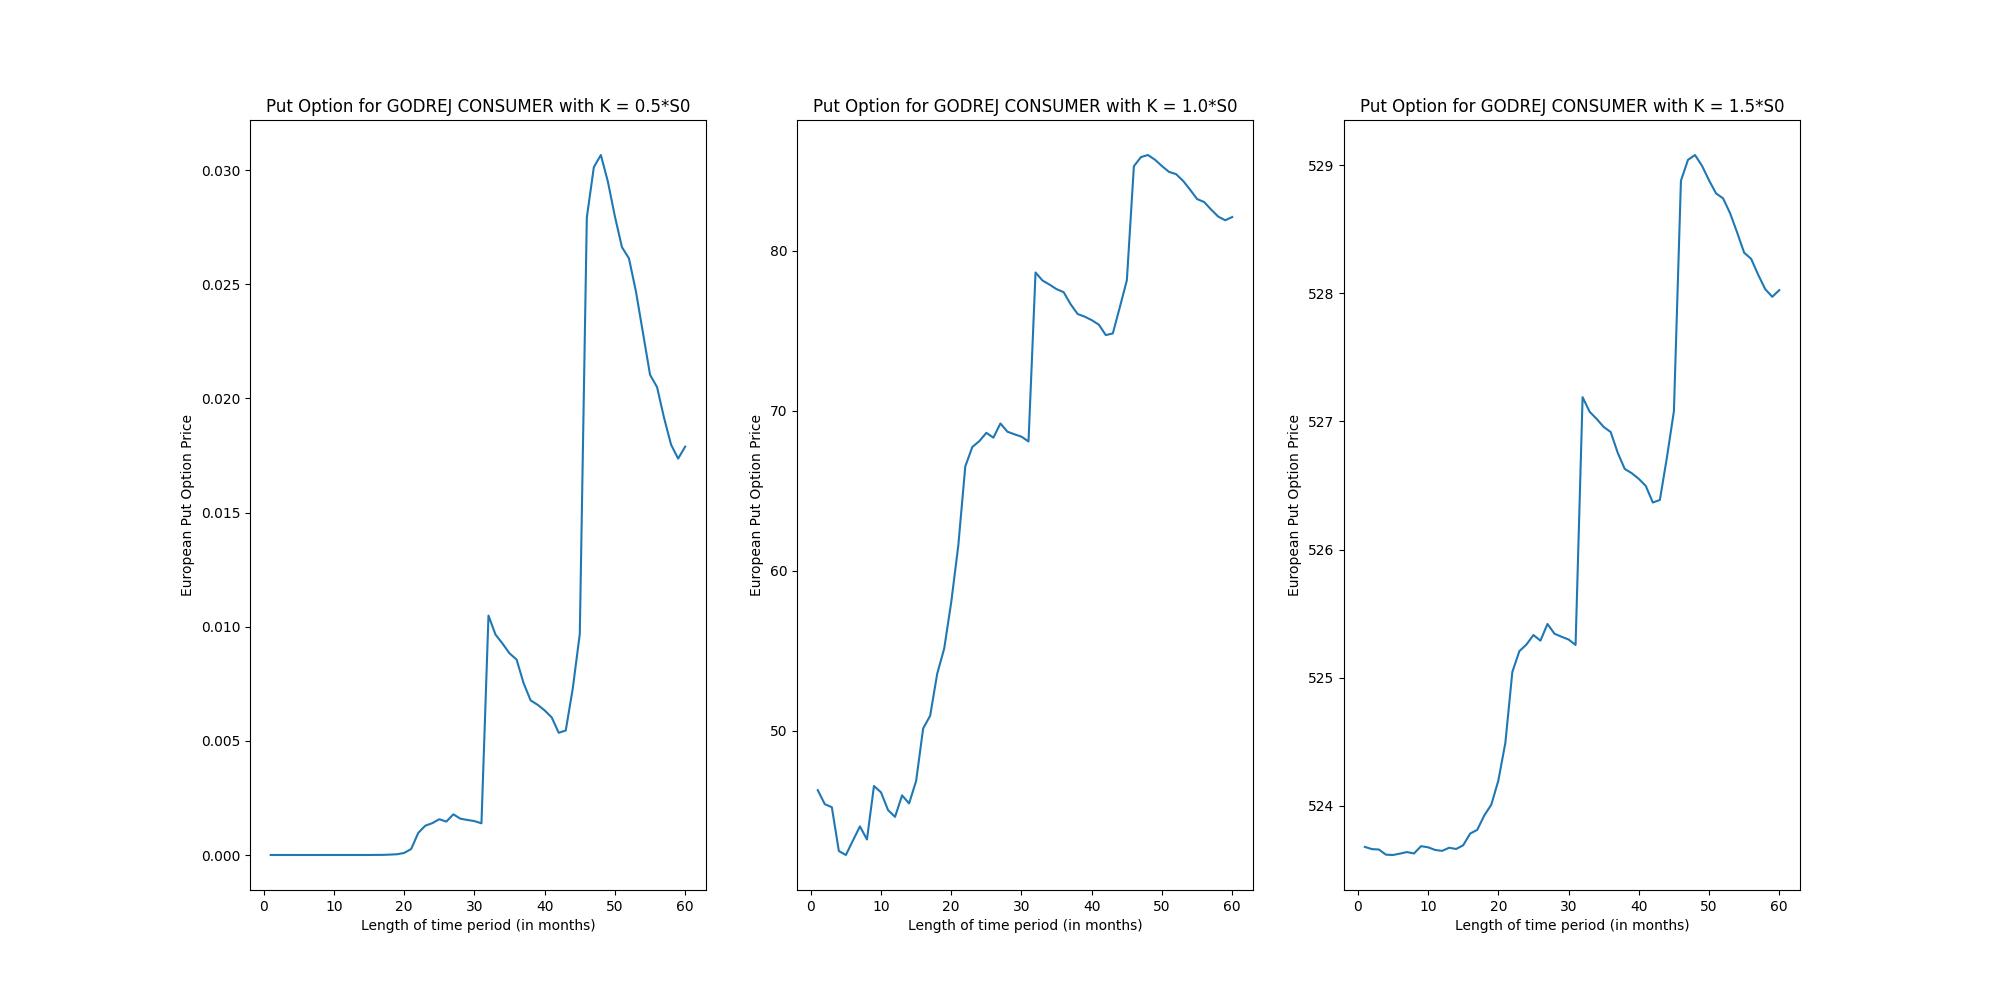 Put Option for GODREJ CONSUMER with K = 0.5*S0
European Put Option Price
0.030
0.025
0.020
0.015
0.010
0.005
0.000
0 10 20 30 40 50 60
Length of time period (in months)
Put Option for GODREJ CONSUMER with K = 1.0*S0
European Put Option Price
80
70
60
50
0 10 20 30 40 50 60
Length of time period (in months)
Put Option for GODREJ CONSUMER with K = 1.5*S0
European Put Option Price
529
528
527
526
525
524
0 10 20 30 40 50 60
Length of time period (in months)